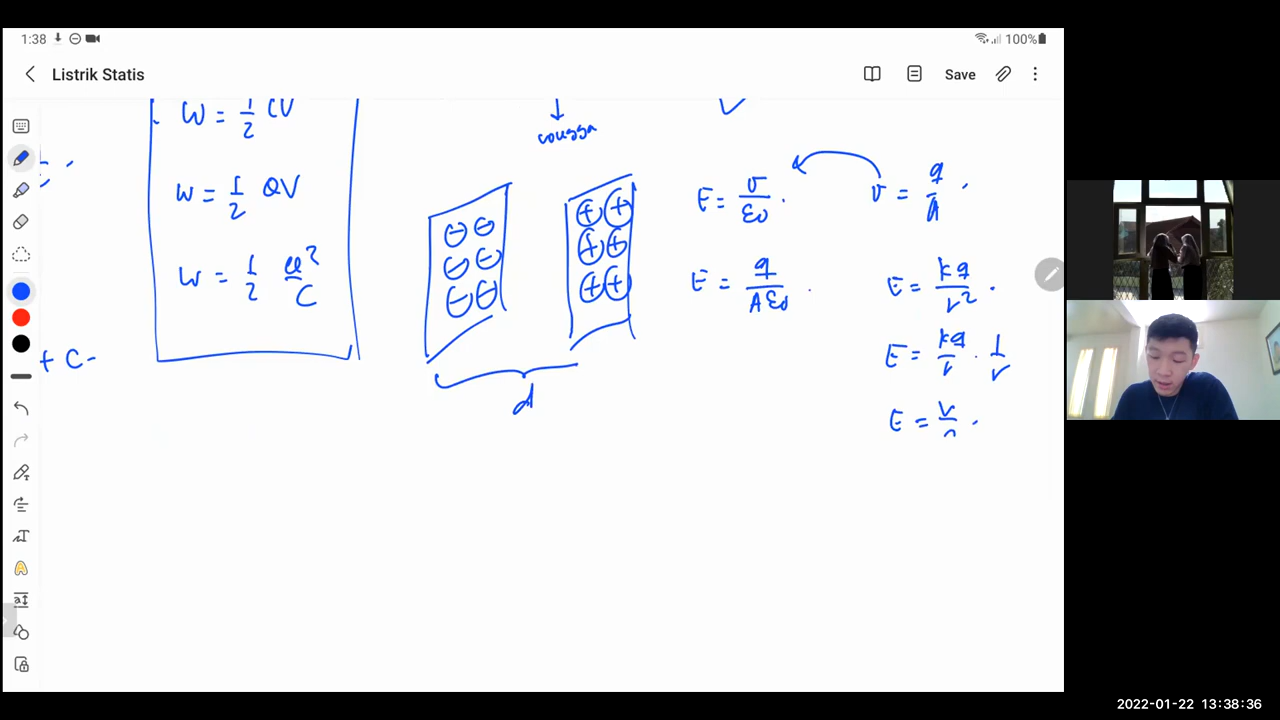 1:38
100%
Listrik Statis
Save
W = 1/2 CV
W = 1/2 QV
W = 1/2 Q²/C
+ C-
d
E = σ/ε0 .
E = q/Aε0 .
σ = q/A .
E = kq/r² .
E = kq/r . 1/r
E = V/
2022-01-22 13:38:36